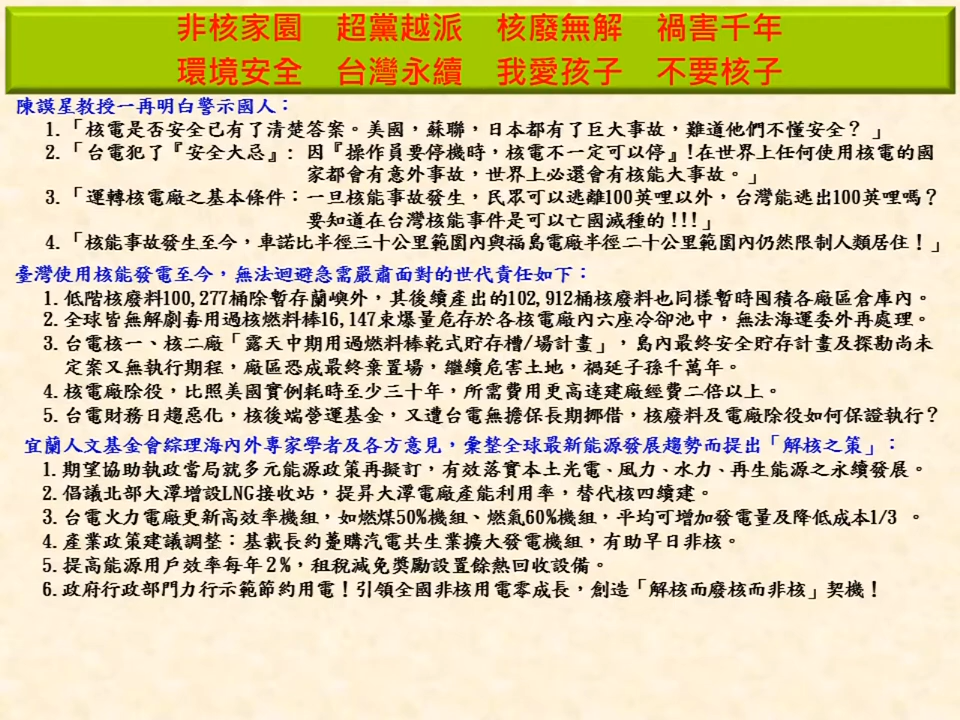 非核家園　超黨越派　核廢無解　禍害千年
環境安全　台灣永續　我愛孩子　不要核子
陳謨星教授一再明白警示國人：
1.「核電是否安全已有了清楚答案。美國，蘇聯，日本都有了巨大事故，難道他們不懂安全？」
2.「台電犯了『安全大忌』: 因『操作員要停機時，核電不一定可以停』!在世界上任何使用核電的國
家都會有意外事故，世界上必還會有核能大事故。」
3.「運轉核電廠之基本條件：一旦核能事故發生，民眾可以逃離100英哩以外，台灣能逃出100英哩嗎？
要知道在台灣核能事件是可以亡國滅種的!!!」
4.「核能事故發生至今，車諾比半徑三十公里範圍內與福島電廠半徑二十公里範圍內仍然限制人類居住！」
臺灣使用核能發電至今，無法迴避急需嚴肅面對的世代責任如下：
1.低階核廢料100,277桶除暫存蘭嶼外，其後續產出的102,912桶核廢料也同樣暫時囤積各廠區倉庫內。
2.全球皆無解劇毒用過核燃料棒16,147束爆量危存於各核電廠內六座冷卻池中，無法海運委外再處理。
3.台電核一、核二廠「露天中期用過燃料棒乾式貯存槽/場計畫」，島內最終安全貯存計畫及探勘尚未
定案又無執行期程，廠區恐成最終棄置場，繼續危害土地，禍延子孫千萬年。
4.核電廠除役，比照美國實例耗時至少三十年，所需費用更高達建廠經費二倍以上。
5.台電財務日趨惡化，核後端營運基金，又遭台電無擔保長期挪借，核廢料及電廠除役如何保證執行？
宜蘭人文基金會綜理海內外專家學者及各方意見，彙整全球最新能源發展趨勢而提出「解核之策」：
1.期望協助執政當局就多元能源政策再擬訂，有效落實本土光電、風力、水力、再生能源之永續發展。
2.倡議北部大潭增設LNG接收站，提昇大潭電廠產能利用率，替代核四續建。
3.台電火力電廠更新高效率機組，如燃煤50%機組、燃氣60%機組，平均可增加發電量及降低成本1/3 。
4.產業政策建議調整：基載長約躉購汽電共生業擴大發電機組，有助早日非核。
5.提高能源用戶效率每年２%，租稅減免獎勵設置餘熱回收設備。
6.政府行政部門力行示範節約用電！引領全國非核用電零成長，創造「解核而廢核而非核」契機！